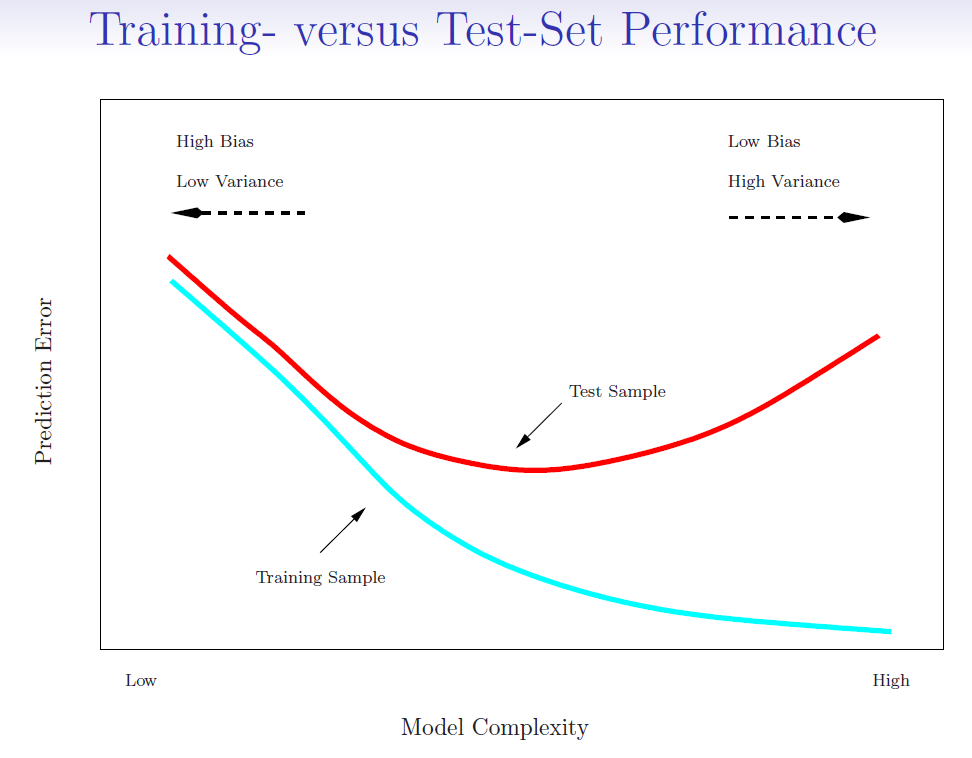 Training- versus Test-Set Performance
High Bias
Low Variance
Low Bias
High Variance
Prediction Error
Test Sample
Training Sample
Low
High
Model Complexity